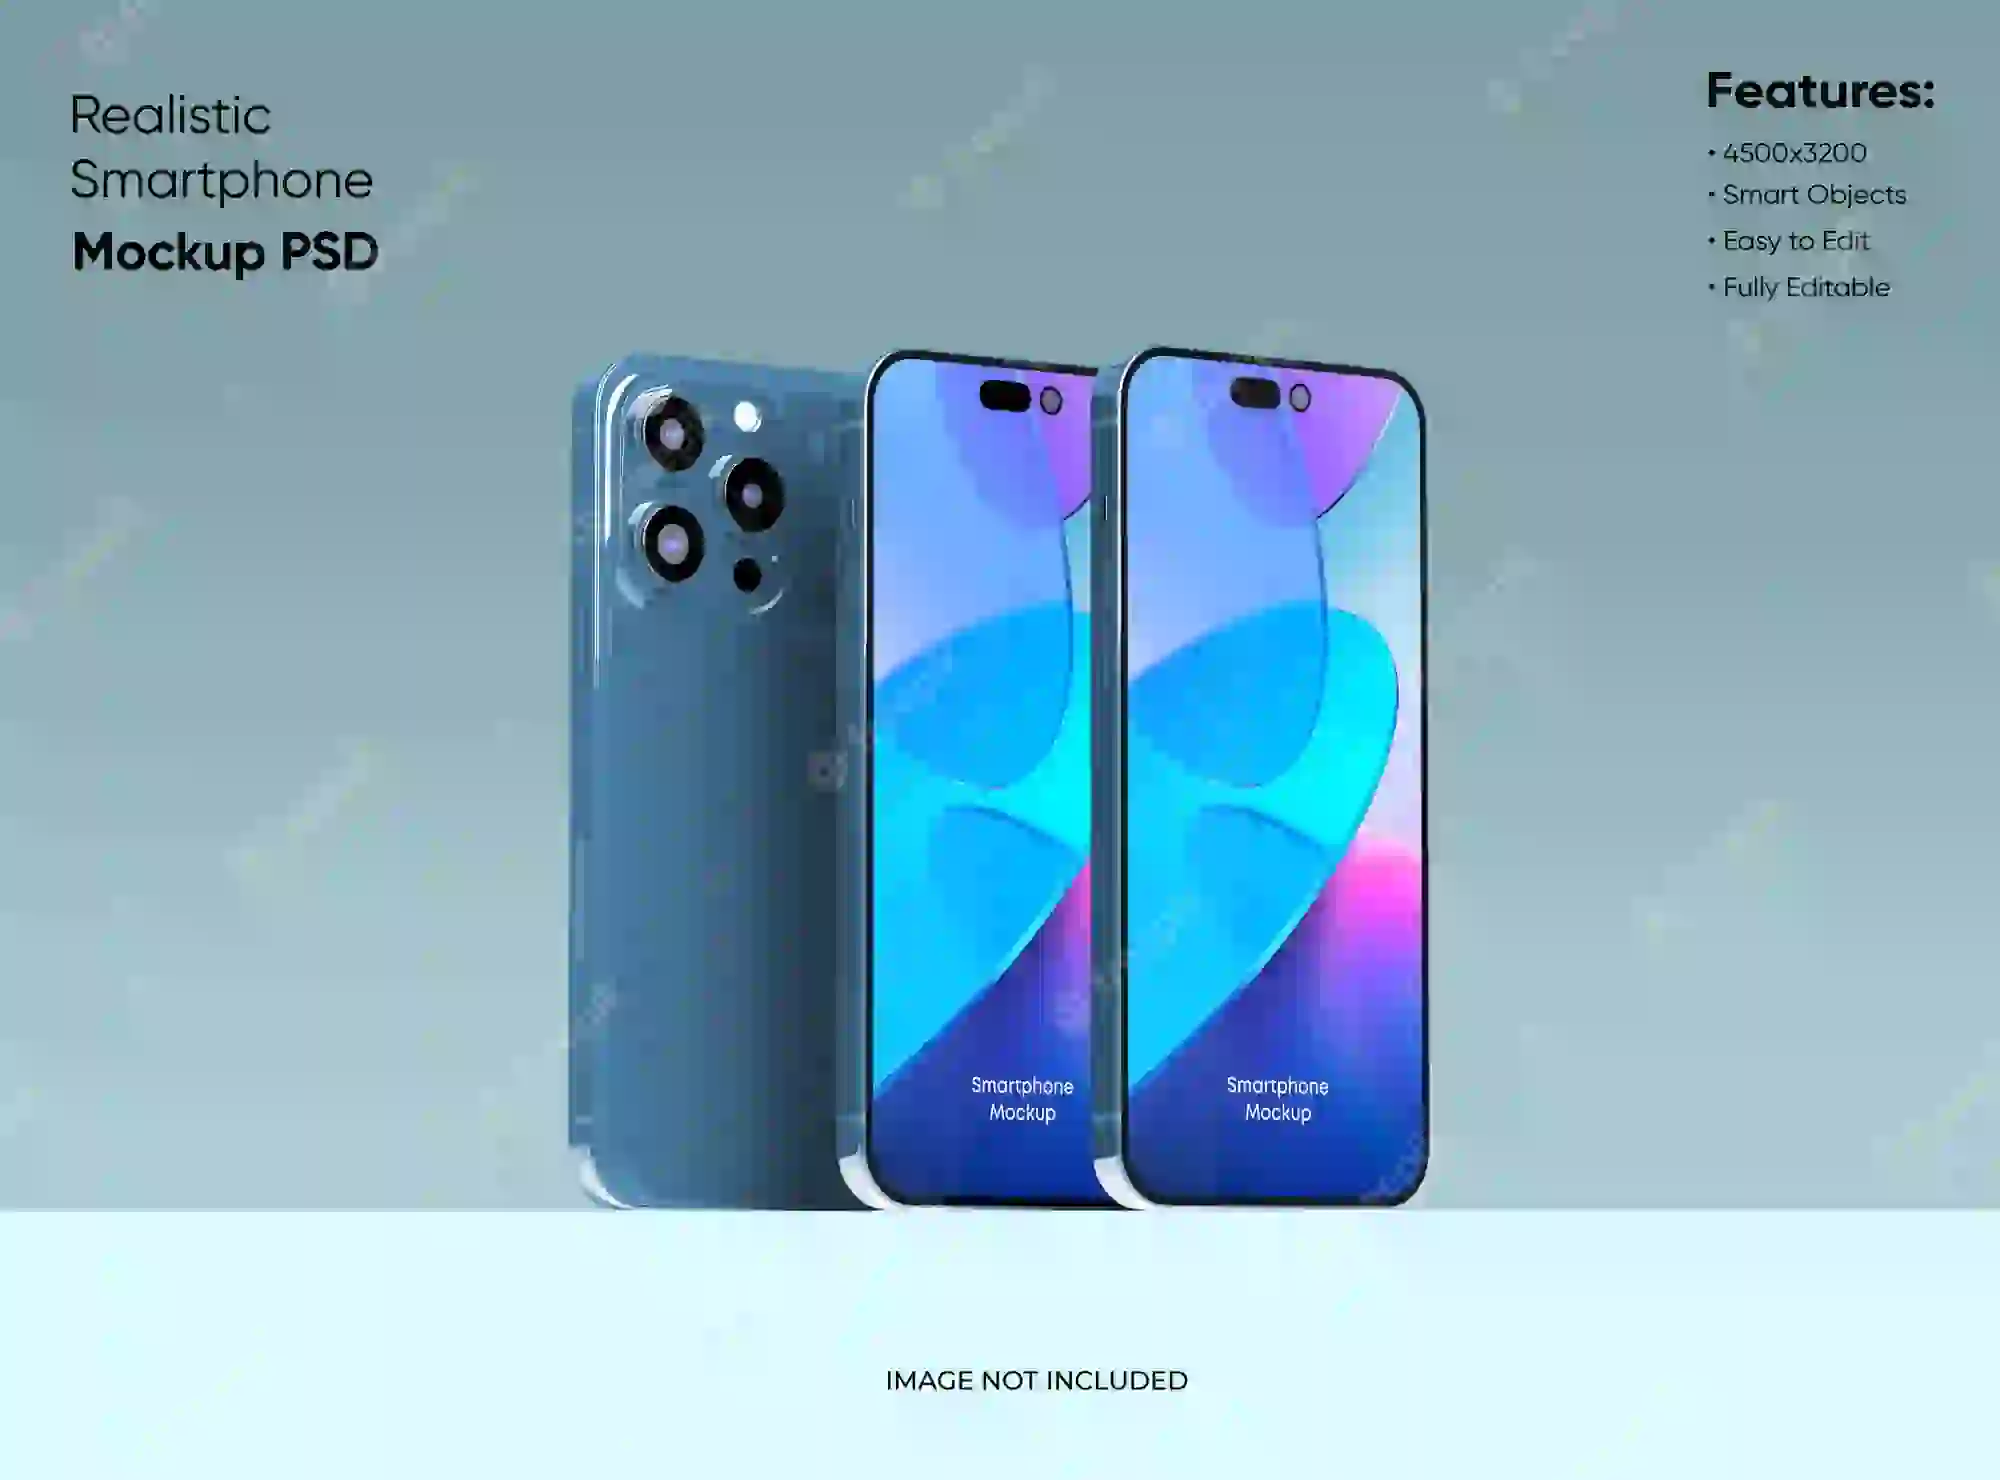 Realistic
Smartphone
Mockup PSD
Features:
• 4500x3200
• Smart Objects
• Easy to Edit
• Fully Editable
Smartphone
Mockup
Smartphone
Mockup
IMAGE NOT INCLUDED